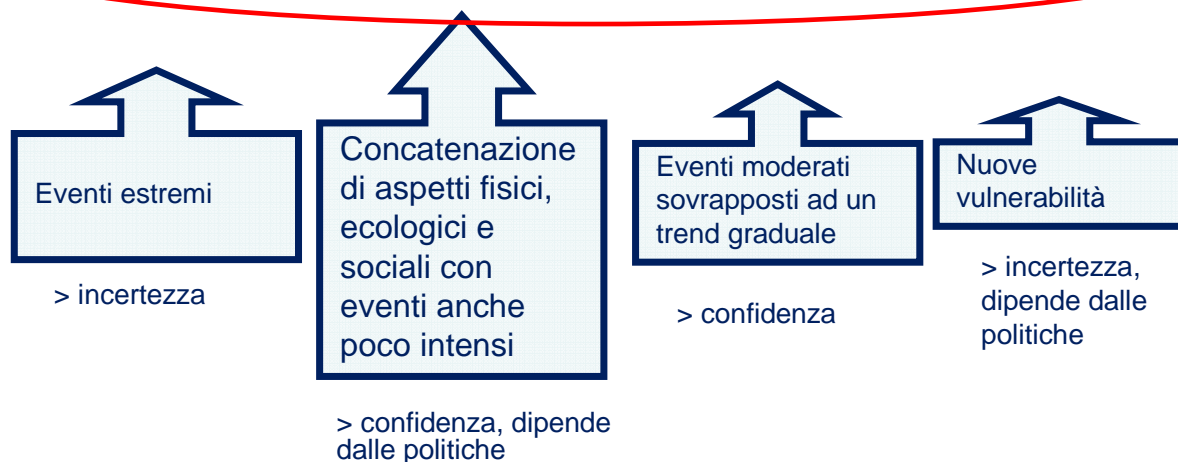 Eventi estremi
> incertezza
Concatenazione
di aspetti fisici,
ecologici e
sociali con
eventi anche
poco intensi
> confidenza, dipende
dalle politiche
Eventi moderati
sovrapposti ad un
trend graduale
> confidenza
Nuove
vulnerabilità
> incertezza,
dipende dalle
politiche